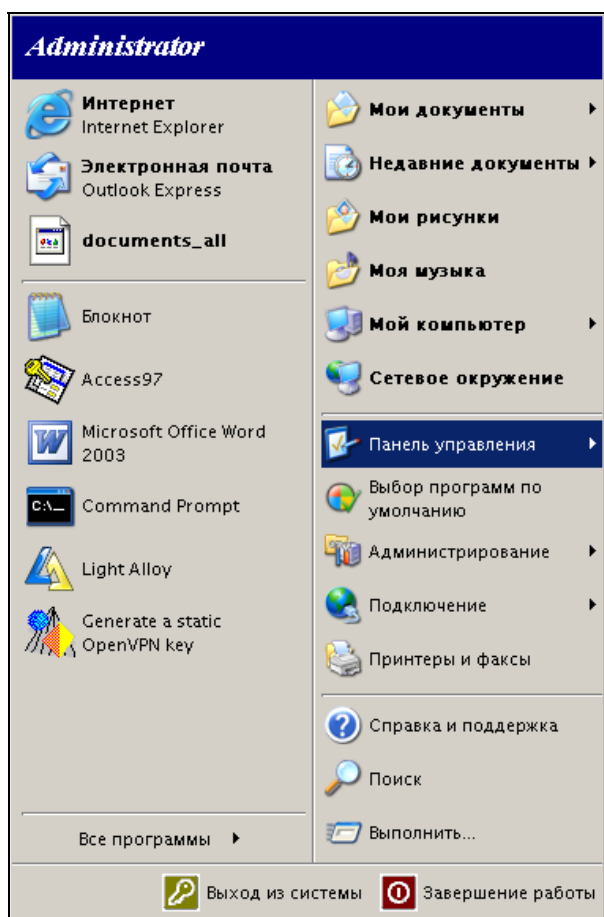 Administrator
Интернет
Internet Explorer
Электронная почта
Outlook Express
documents_all
Блокнот
Access97
Microsoft Office Word
2003
C:\_
Command Prompt
Light Alloy
Generate a static
OpenVPN key
Все программы
Мои документы
Недавние документы
Мои рисунки
Моя музыка
Мой компьютер
Сетевое окружение
Панель управления
Выбор программ по
умолчанию
Администрирование
Подключение
Принтеры и факсы
Справка и поддержка
Поиск
Выполнить...
Выход из системы
Завершение работы